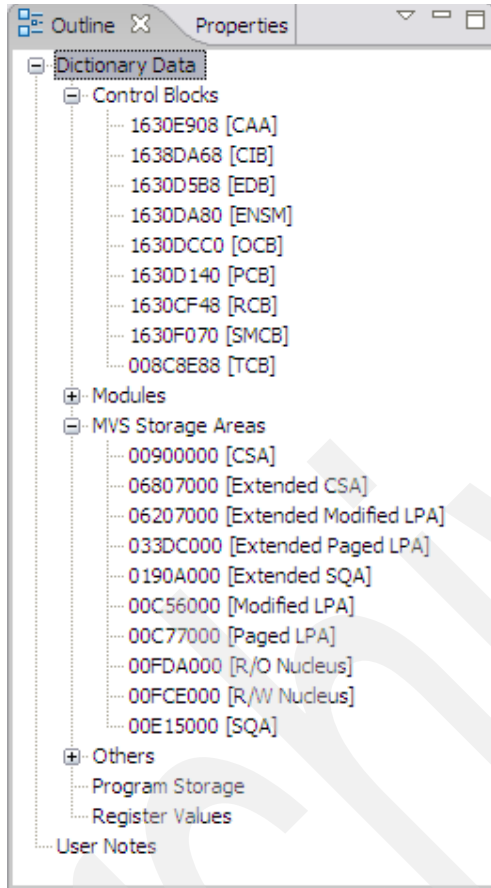 Outline Properties
Dictionary Data
Control Blocks
1630E908 [CAA]
1638DA68 [CIB]
1630D5B8 [EDB]
1630DA80 [ENSM]
1630DCC0 [OCB]
1630D140 [PCB]
1630CF48 [RCB]
1630F070 [SMCB]
008C8E88 [TCB]
Modules
MVS Storage Areas
00900000 [CSA]
06807000 [Extended CSA]
06207000 [Extended Modified LPA]
033DC000 [Extended Paged LPA]
0190A000 [Extended SQA]
00C56000 [Modified LPA]
00C77000 [Paged LPA]
00FDA000 [R/O Nucleus]
00FCE000 [R/W Nucleus]
00E15000 [SQA]
Others
Program Storage
Register Values
User Notes